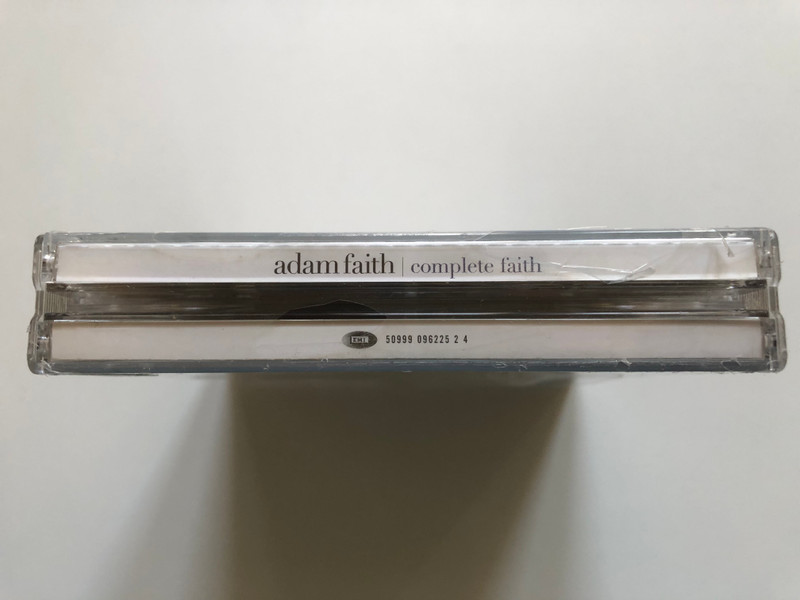 adam faith | complete faith
EMI 50999 096225 2 4